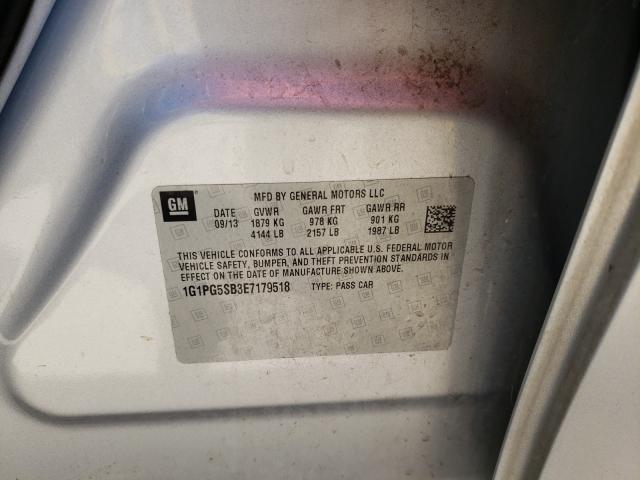 GM
MFD BY GENERAL MOTORS LLC
DATE GVWR GAWR FRT GAWR RR
09/13 1879 KG 978 KG 901 KG
4144 LB 2157 LB 1987 LB
THIS VEHICLE CONFORMS TO ALL APPLICABLE U.S. FEDERAL MOTOR
VEHICLE SAFETY, BUMPER, AND THEFT PREVENTION STANDARDS IN
EFFECT ON THE DATE OF MANUFACTURE SHOWN ABOVE.
1G1PG5SB3E7179518 TYPE: PASS CAR